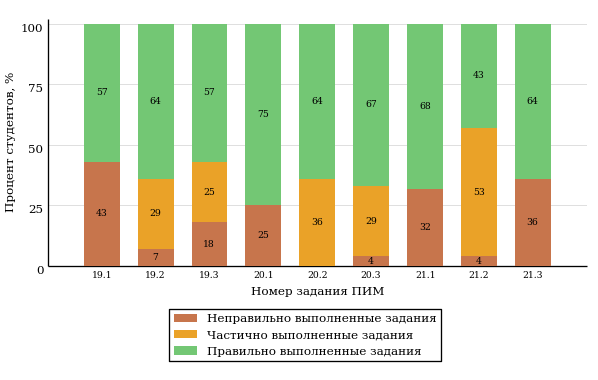 Процент студентов, %
100
75
50
25
0
57 64 57 75 64 67 68 43 64
43 29 25 25 36 29 32 53 36
7 18 4 4
19.1 19.2 19.3 20.1 20.2 20.3 21.1 21.2 21.3
Номер задания ПИМ
Неправильно выполненные задания
Частично выполненные задания
Правильно выполненные задания